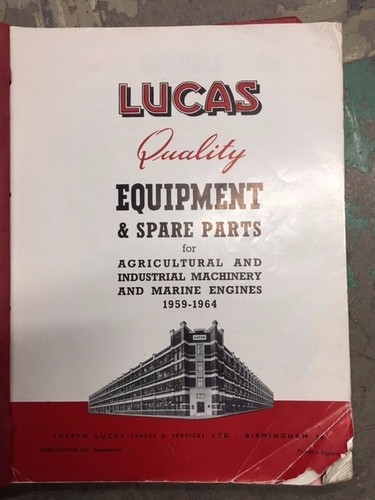 LUCAS
Quality
EQUIPMENT
& SPARE PARTS
for
AGRICULTURAL AND
INDUSTRIAL MACHINERY
AND MARINE ENGINES
1959-1964
LUCAS
JOSEPH LUCAS (SALES & SERVICE) LTD · BIRMINGHAM